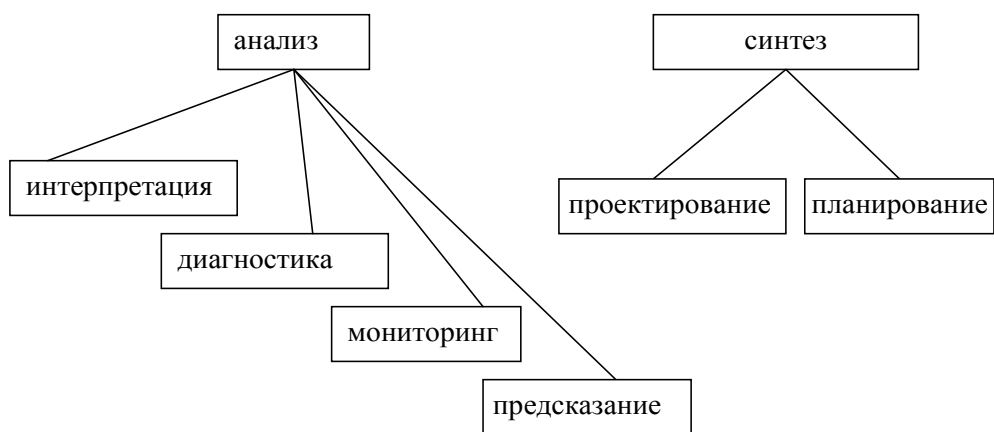 анализ
синтез
интерпретация
проектирование
планирование
диагностика
мониторинг
предсказание